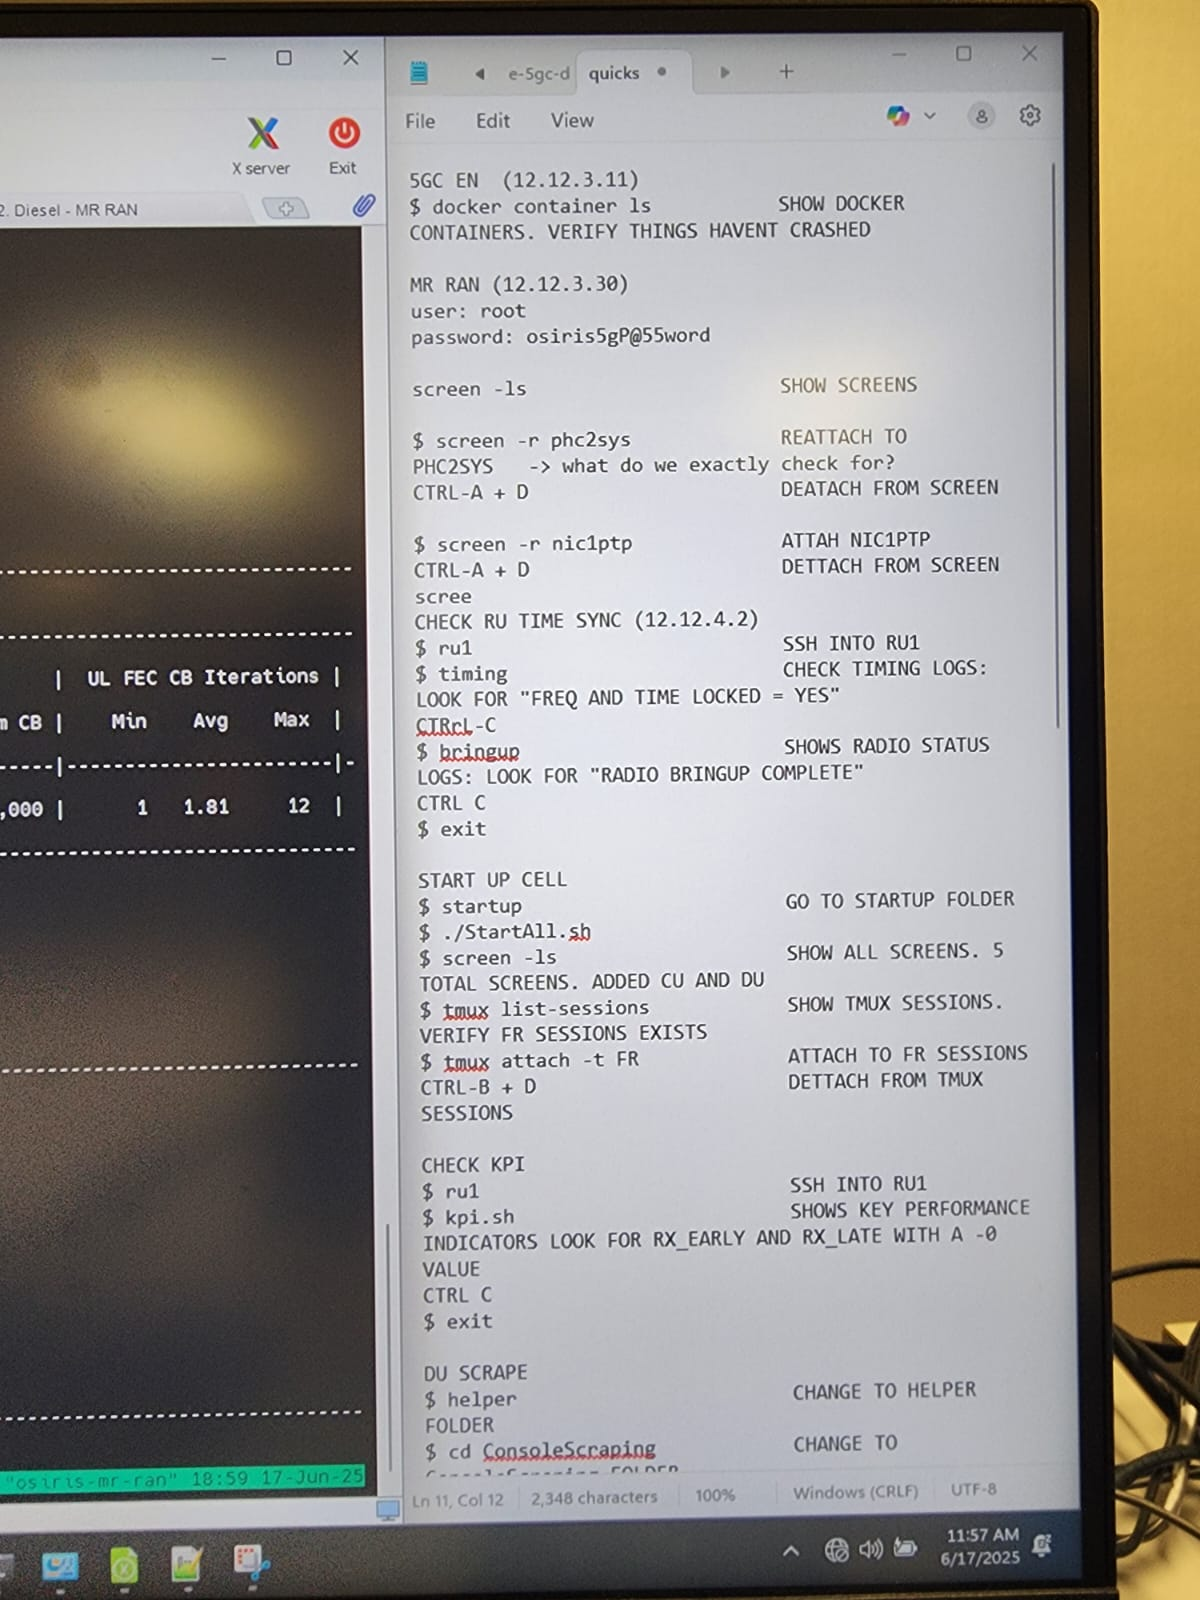 e-5gc-d quicks
File Edit View
X server Exit
2. Diesel - MR RAN
5GC EN (12.12.3.11)
$ docker container ls SHOW DOCKER
CONTAINERS. VERIFY THINGS HAVENT CRASHED
MR RAN (12.12.3.30)
user: root
password: osiris5gP@55word
screen -ls SHOW SCREENS
$ screen -r phc2sys REATTACH TO
PHC2SYS -> what do we exactly check for?
CTRL-A + D DEATACH FROM SCREEN
$ screen -r nic1ptp ATTAH NIC1PTP
CTRL-A + D DETTACH FROM SCREEN
scree
CHECK RU TIME SYNC (12.12.4.2)
$ ru1 SSH INTO RU1
$ timing CHECK TIMING LOGS:
LOOK FOR "FREQ AND TIME LOCKED = YES"
CTRcL-C
$ bringup SHOWS RADIO STATUS
LOGS: LOOK FOR "RADIO BRINGUP COMPLETE"
CTRL C
$ exit
START UP CELL
$ startup GO TO STARTUP FOLDER
$ ./StartAll.sh
$ screen -ls SHOW ALL SCREENS. 5
TOTAL SCREENS. ADDED CU AND DU
$ tmux list-sessions SHOW TMUX SESSIONS.
VERIFY FR SESSIONS EXISTS
$ tmux attach -t FR ATTACH TO FR SESSIONS
CTRL-B + D DETTACH FROM TMUX
SESSIONS
CHECK KPI
$ ru1 SSH INTO RU1
$ kpi.sh SHOWS KEY PERFORMANCE
INDICATORS LOOK FOR RX_EARLY AND RX_LATE WITH A -0
VALUE
CTRL C
$ exit
DU SCRAPE
$ helper CHANGE TO HELPER
FOLDER
$ cd ConsoleScraping CHANGE TO
Ln 11, Col 12 2,348 characters 100% Windows (CRLF) UTF-8
| UL FEC CB Iterations |
CB | Min Avg Max |
,000 | 1 1.81 12 |
"osiris-mr-ran" 18:59 17-Jun-25
11:57 AM
6/17/2025